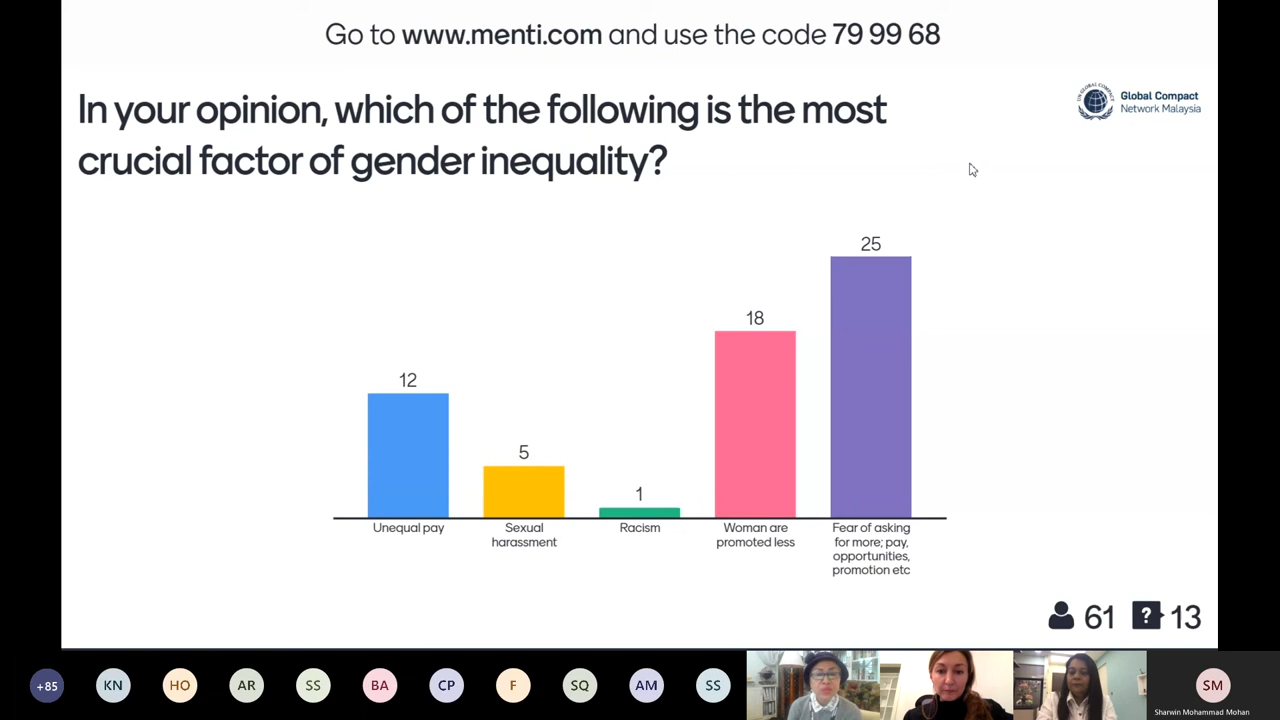 Go to www.menti.com and use the code 79 99 68
In your opinion, which of the following is the most
crucial factor of gender inequality?
UN GLOBAL COMPACT
Global Compact
Network Malaysia
12
5
1
18
25
Unequal pay
Sexual
harassment
Racism
Woman are
promoted less
Fear of asking
for more; pay,
opportunities,
promotion etc
61
?
13
+85
KN
HO
AR
SS
BA
CP
F
SQ
AM
SS
SM
Sharwin Mohammad Mohan